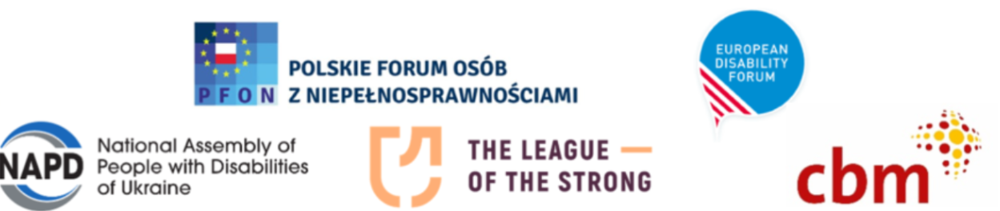 PFON
POLSKIE FORUM OSÓB
Z NIEPEŁNOSPRAWNOŚCIAMI
EUROPEAN
DISABILITY
FORUM
NAPD
National Assembly of
People with Disabilities
of Ukraine
THE LEAGUE
OF THE STRONG
cbm